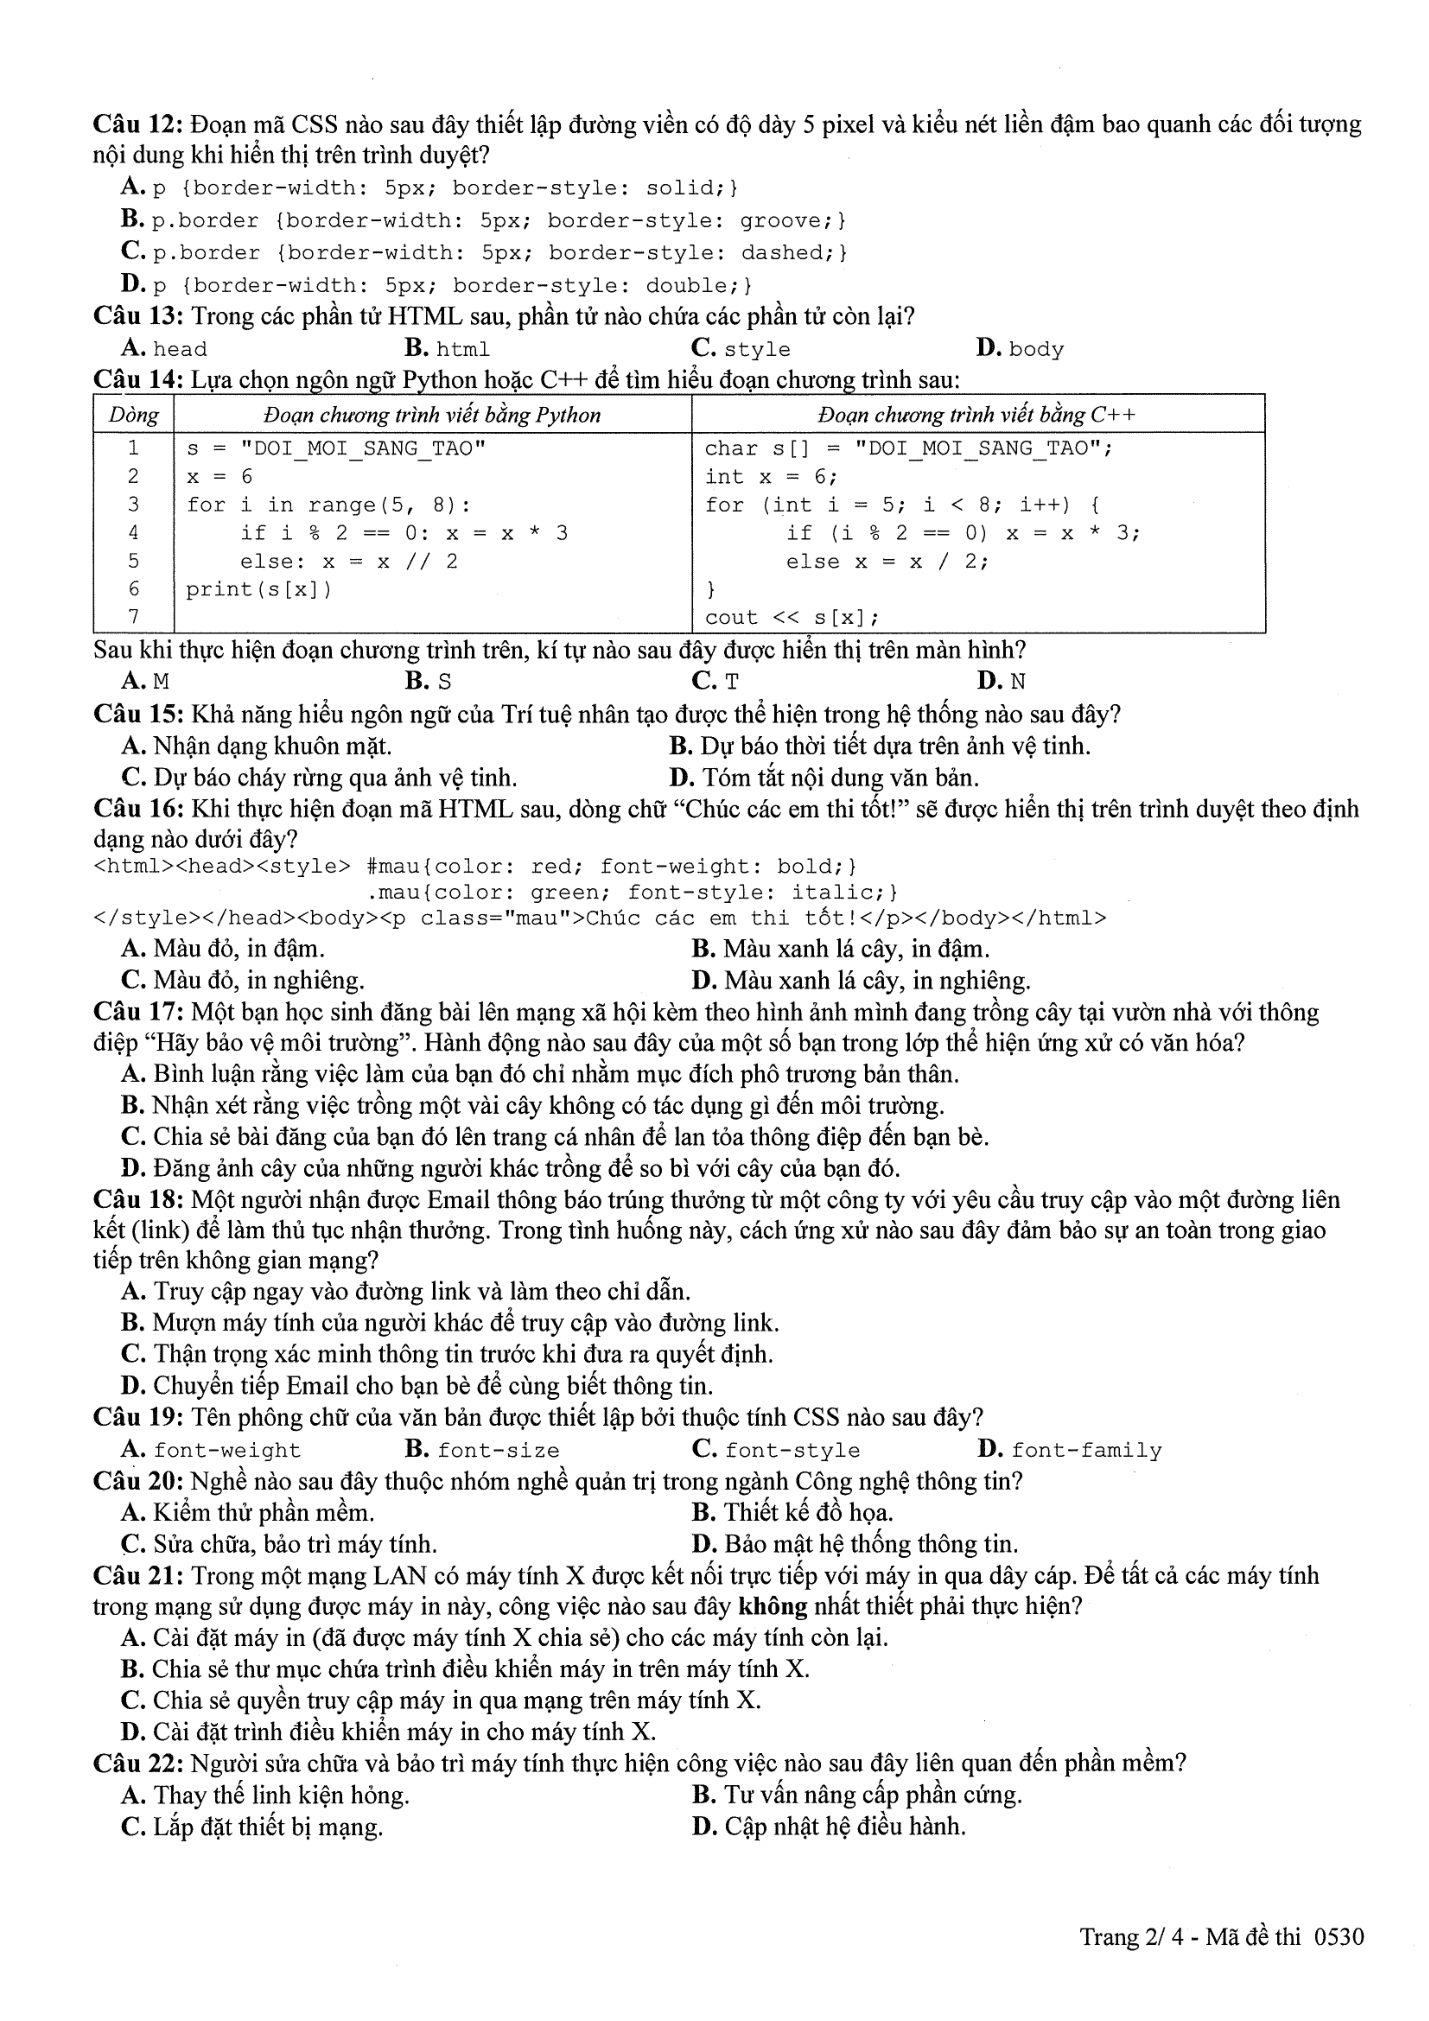 Câu 12: Đoạn mã CSS nào sau đây thiết lập đường viền có độ dày 5 pixel và kiểu nét liền đậm bao quanh các đối tượng
nội dung khi hiển thị trên trình duyệt?
A. p {border-width: 5px; border-style: solid;}
B. p.border {border-width: 5px; border-style: groove;}
C. p.border {border-width: 5px; border-style: dashed;}
D. p {border-width: 5px; border-style: double;}
Câu 13: Trong các phần tử HTML sau, phần tử nào chứa các phần tử còn lại?
A. head B. html C. style D. body
Câu 14: Lựa chọn ngôn ngữ Python hoặc C++ để tìm hiểu đoạn chương trình sau:
Dòng Đoạn chương trình viết bằng Python Đoạn chương trình viết bằng C++
1 s = "DOI_MOI_SANG_TAO" char s[] = "DOI_MOI_SANG_TAO";
2 x = 6 int x = 6;
3 for i in range(5, 8): for (int i = 5; i < 8; i++) {
4 if i % 2 == 0: x = x * 3 if (i % 2 == 0) x = x * 3;
5 else: x = x // 2 else x = x / 2;
6 print(s[x]) }
7 cout << s[x];
Sau khi thực hiện đoạn chương trình trên, kí tự nào sau đây được hiển thị trên màn hình?
A. M B. S C. T D. N
Câu 15: Khả năng hiểu ngôn ngữ của Trí tuệ nhân tạo được thể hiện trong hệ thống nào sau đây?
A. Nhận dạng khuôn mặt. B. Dự báo thời tiết dựa trên ảnh vệ tinh.
C. Dự báo cháy rừng qua ảnh vệ tinh. D. Tóm tắt nội dung văn bản.
Câu 16: Khi thực hiện đoạn mã HTML sau, dòng chữ “Chúc các em thi tốt!” sẽ được hiển thị trên trình duyệt theo định
dạng nào dưới đây?
<html><head><style> #mau{color: red; font-weight: bold;}
.mau{color: green; font-style: italic;}
</style></head><body><p class="mau">Chúc các em thi tốt!</p></body></html>
A. Màu đỏ, in đậm. B. Màu xanh lá cây, in đậm.
C. Màu đỏ, in nghiêng. D. Màu xanh lá cây, in nghiêng.
Câu 17: Một bạn học sinh đăng bài lên mạng xã hội kèm theo hình ảnh mình đang trồng cây tại vườn nhà với thông
điệp “Hãy bảo vệ môi trường”. Hành động nào sau đây của một số bạn trong lớp thể hiện ứng xử có văn hóa?
A. Bình luận rằng việc làm của bạn đó chỉ nhằm mục đích phô trương bản thân.
B. Nhận xét rằng việc trồng một vài cây không có tác dụng gì đến môi trường.
C. Chia sẻ bài đăng của bạn đó lên trang cá nhân để lan tỏa thông điệp đến bạn bè.
D. Đăng ảnh cây của những người khác trồng để so bì với cây của bạn đó.
Câu 18: Một người nhận được Email thông báo trúng thưởng từ một công ty với yêu cầu truy cập vào một đường liên
kết (link) để làm thủ tục nhận thưởng. Trong tình huống này, cách ứng xử nào sau đây đảm bảo sự an toàn trong giao
tiếp trên không gian mạng?
A. Truy cập ngay vào đường link và làm theo chỉ dẫn.
B. Mượn máy tính của người khác để truy cập vào đường link.
C. Thận trọng xác minh thông tin trước khi đưa ra quyết định.
D. Chuyển tiếp Email cho bạn bè để cùng biết thông tin.
Câu 19: Tên phông chữ của văn bản được thiết lập bởi thuộc tính CSS nào sau đây?
A. font-weight B. font-size C. font-style D. font-family
Câu 20: Nghề nào sau đây thuộc nhóm nghề quản trị trong ngành Công nghệ thông tin?
A. Kiểm thử phần mềm. B. Thiết kế đồ họa.
C. Sửa chữa, bảo trì máy tính. D. Bảo mật hệ thống thông tin.
Câu 21: Trong một mạng LAN có máy tính X được kết nối trực tiếp với máy in qua dây cáp. Để tất cả các máy tính
trong mạng sử dụng được máy in này, công việc nào sau đây không nhất thiết phải thực hiện?
A. Cài đặt máy in (đã được máy tính X chia sẻ) cho các máy tính còn lại.
B. Chia sẻ thư mục chứa trình điều khiển máy in trên máy tính X.
C. Chia sẻ quyền truy cập máy in qua mạng trên máy tính X.
D. Cài đặt trình điều khiển máy in cho máy tính X.
Câu 22: Người sửa chữa và bảo trì máy tính thực hiện công việc nào sau đây liên quan đến phần mềm?
A. Thay thế linh kiện hỏng. B. Tư vấn nâng cấp phần cứng.
C. Lắp đặt thiết bị mạng. D. Cập nhật hệ điều hành.
Trang 2/ 4 - Mã đề thi 0530